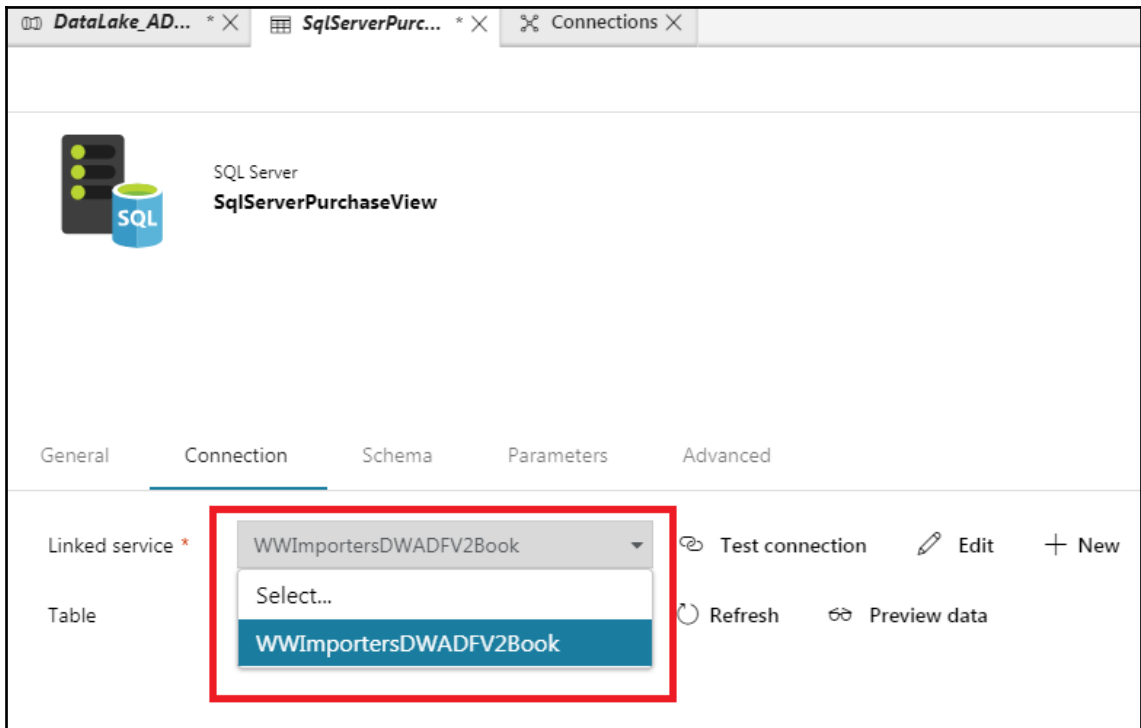 DataLake_AD... * SqlServerPurc... * Connections
SQL Server
SqlServerPurchaseView
SQL
General Connection Schema Parameters Advanced
Linked service * WWImportersDWADFV2Book Test connection Edit + New
Select...
Table Refresh Preview data
WWImportersDWADFV2Book